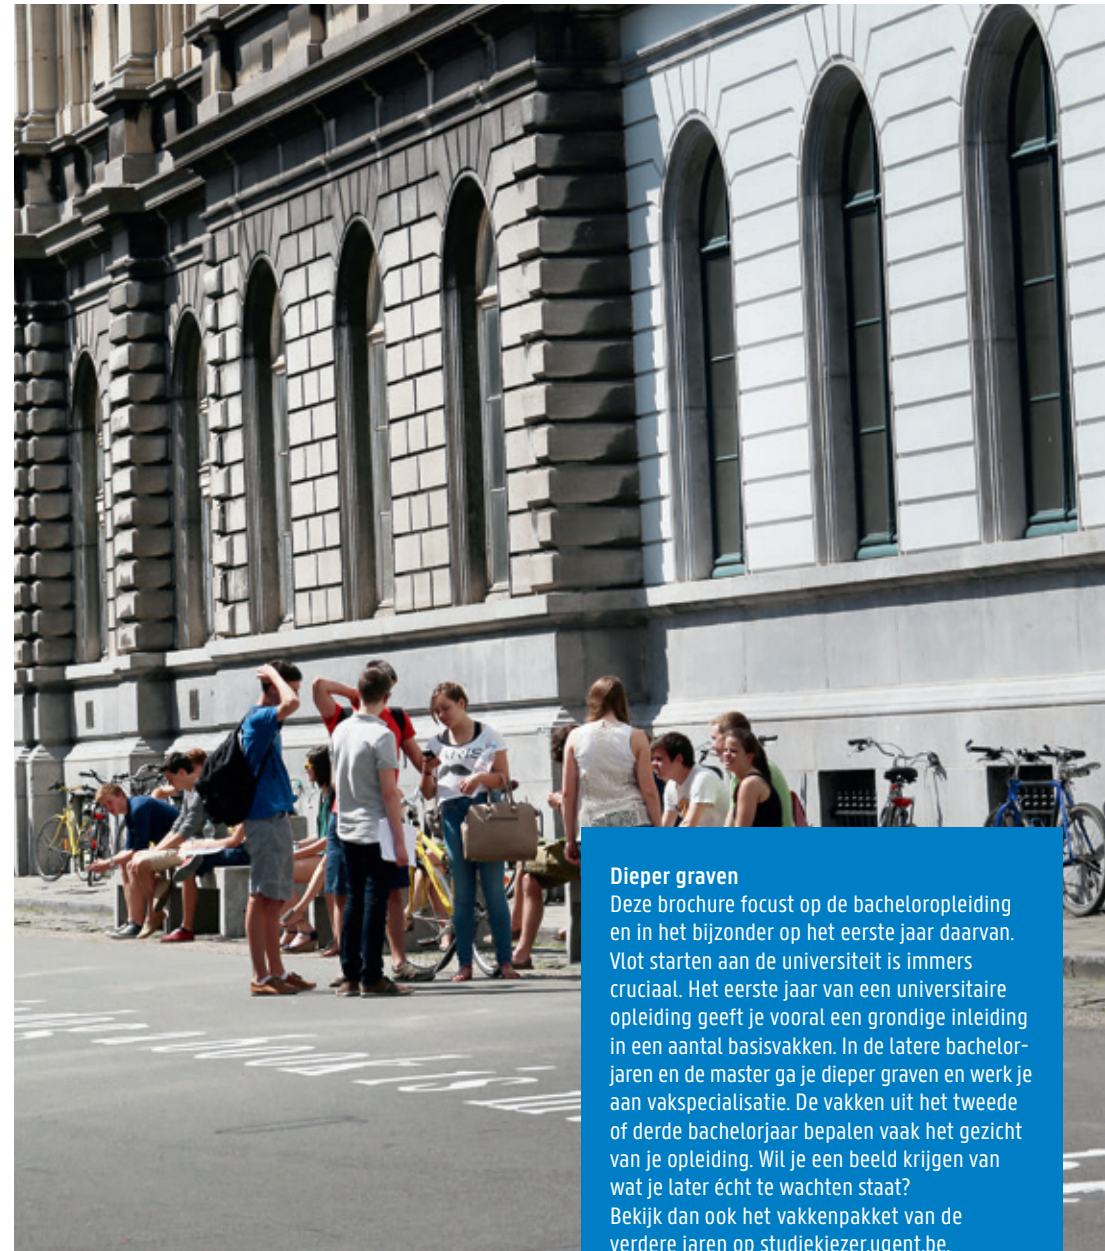 Dieper graven
Deze brochure focust op de bacheloropleiding
en in het bijzonder op het eerste jaar daarvan.
Vlot starten aan de universiteit is immers
cruciaal. Het eerste jaar van een universitaire
opleiding geeft je vooral een grondige inleiding
in een aantal basisvakken. In de latere bachelor-
jaren en de master ga je dieper graven en werk je
aan vakspecialisatie. De vakken uit het tweede
of derde bachelorjaar bepalen vaak het gezicht
van je opleiding. Wil je een beeld krijgen van
wat je later écht te wachten staat?
Bekijk dan ook het vakkenpakket van de
verdere jaren op studiekiezer.ugent.be.